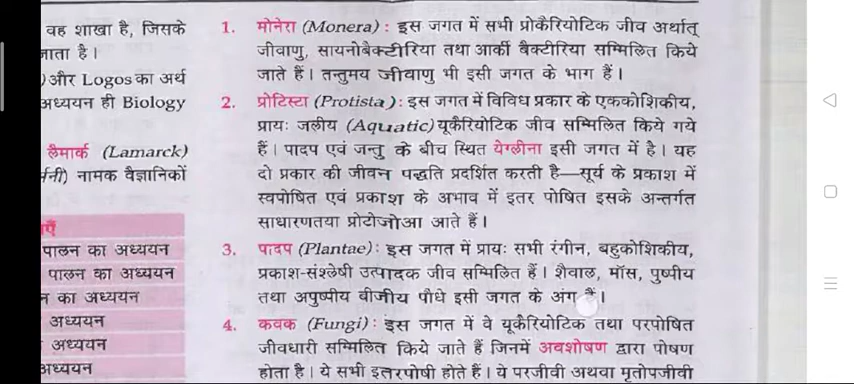 वह शाखा है, जिसके
जाता है।
) और Logos का अर्थ
अध्ययन ही Biology
लैमार्क (Lamarck)
नामक वैज्ञानिकों
पालन का अध्ययन
पालन का अध्ययन
का अध्ययन
अध्ययन
अध्ययन
अध्ययन
1. मोनेरा (Monera) : इस जगत में सभी प्रोकैरियोटिक जीव अर्थात्
जीवाणु, सायनोबैक्टीरिया तथा आर्की बैक्टीरिया सम्मिलित किये
जाते हैं। तन्तुमय जीवाणु भी इसी जगत के भाग हैं।
2. प्रोटिस्टा (Protista) : इस जगत में विविध प्रकार के एककोशिकीय,
प्रायः जलीय (Aquatic) यूकैरियोटिक जीव सम्मिलित किये गये
हैं। पादप एवं जन्तु के बीच स्थित येग्लीना इसी जगत में है। यह
दो प्रकार की जीवन पद्धति प्रदर्शित करती है—सूर्य के प्रकाश में
स्वपोषित एवं प्रकाश के अभाव में इतर पोषित इसके अन्तर्गत
साधारणतया प्रोटोजोआ आते हैं।
3. पादप (Plantae) : इस जगत में प्रायः सभी रंगीन, बहुकोशिकीय,
प्रकाश-संश्लेषी उत्पादक जीव सम्मिलित हैं। शैवाल, मॉस, पुष्पीय
तथा अपुष्पीय बीजीय पौधे इसी जगत के अंग हैं।
4. कवक (Fungi) : इस जगत में वे यूकैरियोटिक तथा परपोषित
जीवधारी सम्मिलित किये जाते हैं जिनमें अवशोषण द्वारा पोषण
होता है। ये सभी इतरपोषी होते हैं। ये परजीवी अथवा मृतोपजीवी